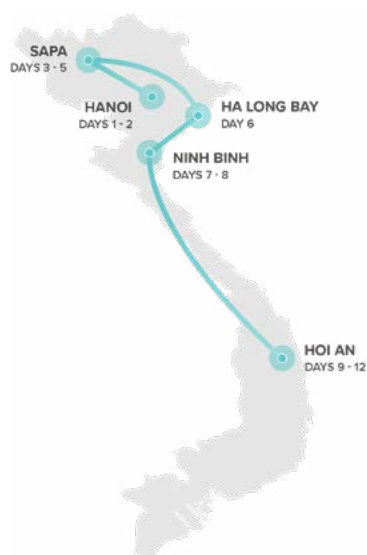 SAPA
DAYS 3 - 5
HANOI
DAYS 1 - 2
HA LONG BAY
DAY 6
NINH BINH
DAYS 7 - 8
HOI AN
DAYS 9 - 12